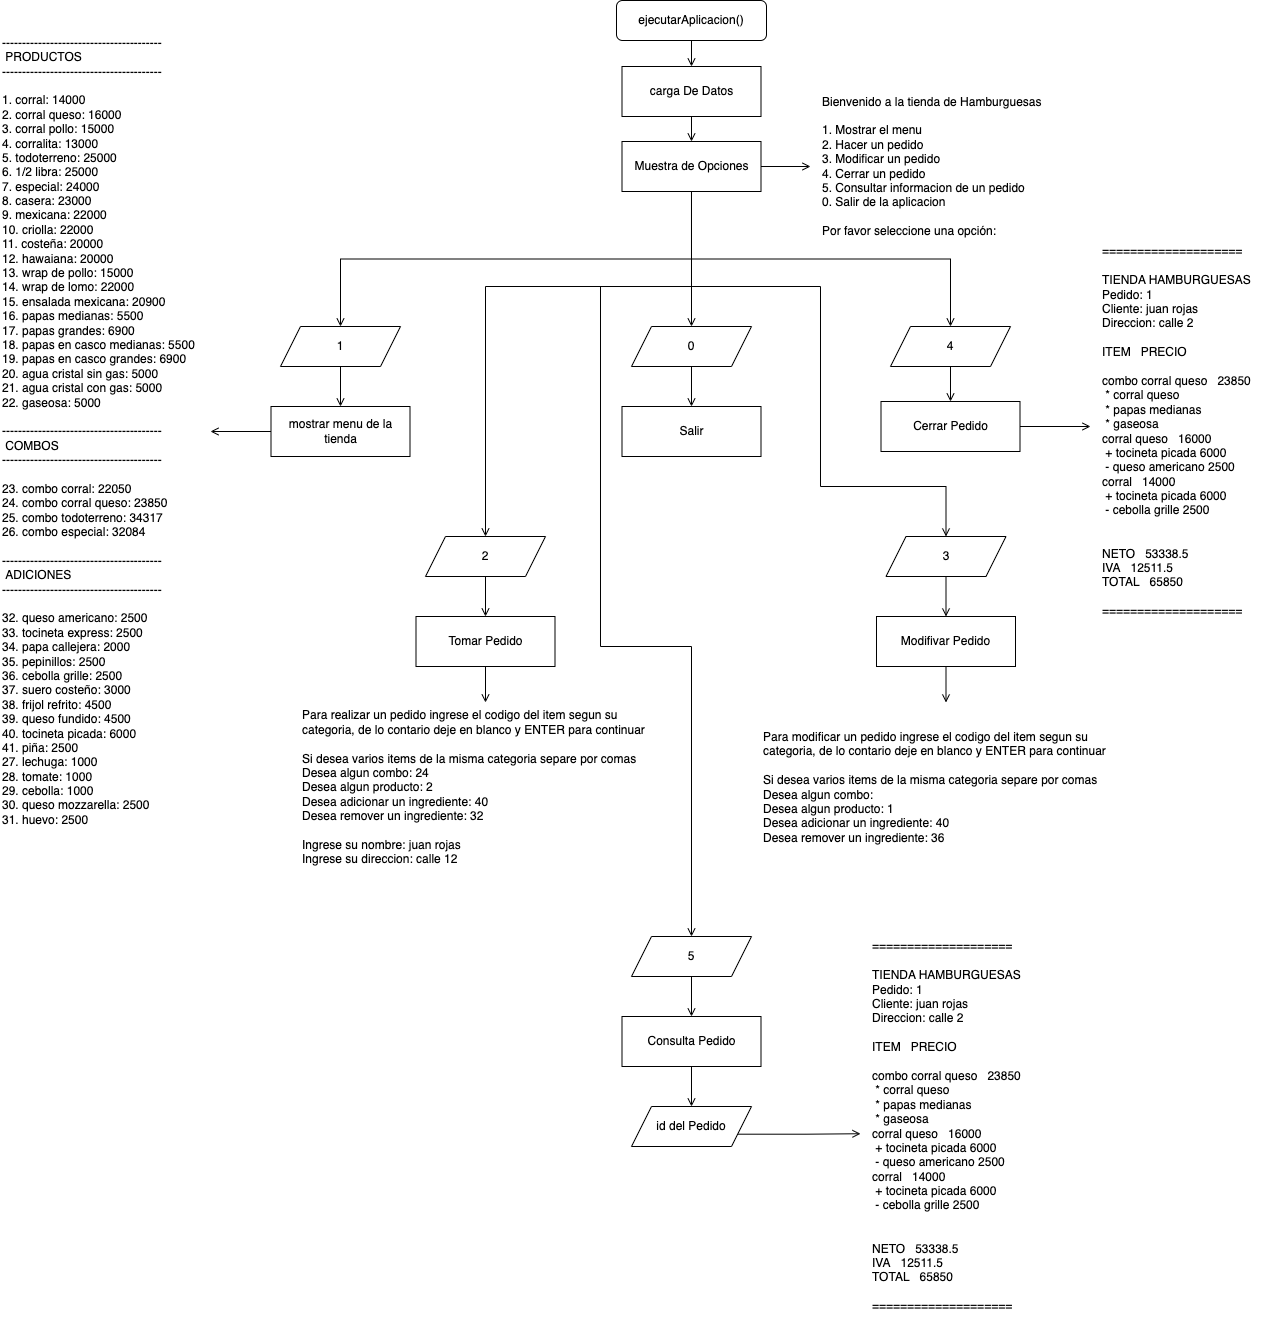 ejecutarAplicacion()
carga De Datos
Muestra de Opciones
Bienvenido a la tienda de Hamburguesas
1. Mostrar el menu
2. Hacer un pedido
3. Modificar un pedido
4. Cerrar un pedido
5. Consultar informacion de un pedido
0. Salir de la aplicacion
Por favor seleccione una opción:
----------------------------------------
PRODUCTOS
----------------------------------------
1. corral: 14000
2. corral queso: 16000
3. corral pollo: 15000
4. corralita: 13000
5. todoterreno: 25000
6. 1/2 libra: 25000
7. especial: 24000
8. casera: 23000
9. mexicana: 22000
10. criolla: 22000
11. costeña: 20000
12. hawaiana: 20000
13. wrap de pollo: 15000
14. wrap de lomo: 22000
15. ensalada mexicana: 20900
16. papas medianas: 5500
17. papas grandes: 6900
18. papas en casco medianas: 5500
19. papas en casco grandes: 6900
20. agua cristal sin gas: 5000
21. agua cristal con gas: 5000
22. gaseosa: 5000
----------------------------------------
COMBOS
----------------------------------------
23. combo corral: 22050
24. combo corral queso: 23850
25. combo todoterreno: 34317
26. combo especial: 32084
----------------------------------------
ADICIONES
----------------------------------------
32. queso americano: 2500
33. tocineta express: 2500
34. papa callejera: 2000
35. pepinillos: 2500
36. cebolla grille: 2500
37. suero costeño: 3000
38. frijol refrito: 4500
39. queso fundido: 4500
40. tocineta picada: 6000
41. piña: 2500
27. lechuga: 1000
28. tomate: 1000
29. cebolla: 1000
30. queso mozzarella: 2500
31. huevo: 2500
1
mostrar menu de la
tienda
0
Salir
4
Cerrar Pedido
====================
TIENDA HAMBURGUESAS
Pedido: 1
Cliente: juan rojas
Direccion: calle 2
ITEM   PRECIO
combo corral queso   23850
* corral queso
* papas medianas
* gaseosa
corral queso   16000
+ tocineta picada 6000
- queso americano 2500
corral   14000
+ tocineta picada 6000
- cebolla grille 2500
NETO   53338.5
IVA   12511.5
TOTAL   65850
====================
2
Tomar Pedido
Para realizar un pedido ingrese el codigo del item segun su
categoria, de lo contario deje en blanco y ENTER para continuar
Si desea varios items de la misma categoria separe por comas
Desea algun combo: 24
Desea algun producto: 2
Desea adicionar un ingrediente: 40
Desea remover un ingrediente: 32
Ingrese su nombre: juan rojas
Ingrese su direccion: calle 12
3
Modifivar Pedido
Para modificar un pedido ingrese el codigo del item segun su
categoria, de lo contario deje en blanco y ENTER para continuar
Si desea varios items de la misma categoria separe por comas
Desea algun combo:
Desea algun producto: 1
Desea adicionar un ingrediente: 40
Desea remover un ingrediente: 36
5
Consulta Pedido
id del Pedido
====================
TIENDA HAMBURGUESAS
Pedido: 1
Cliente: juan rojas
Direccion: calle 2
ITEM   PRECIO
combo corral queso   23850
* corral queso
* papas medianas
* gaseosa
corral queso   16000
+ tocineta picada 6000
- queso americano 2500
corral   14000
+ tocineta picada 6000
- cebolla grille 2500
NETO   53338.5
IVA   12511.5
TOTAL   65850
====================